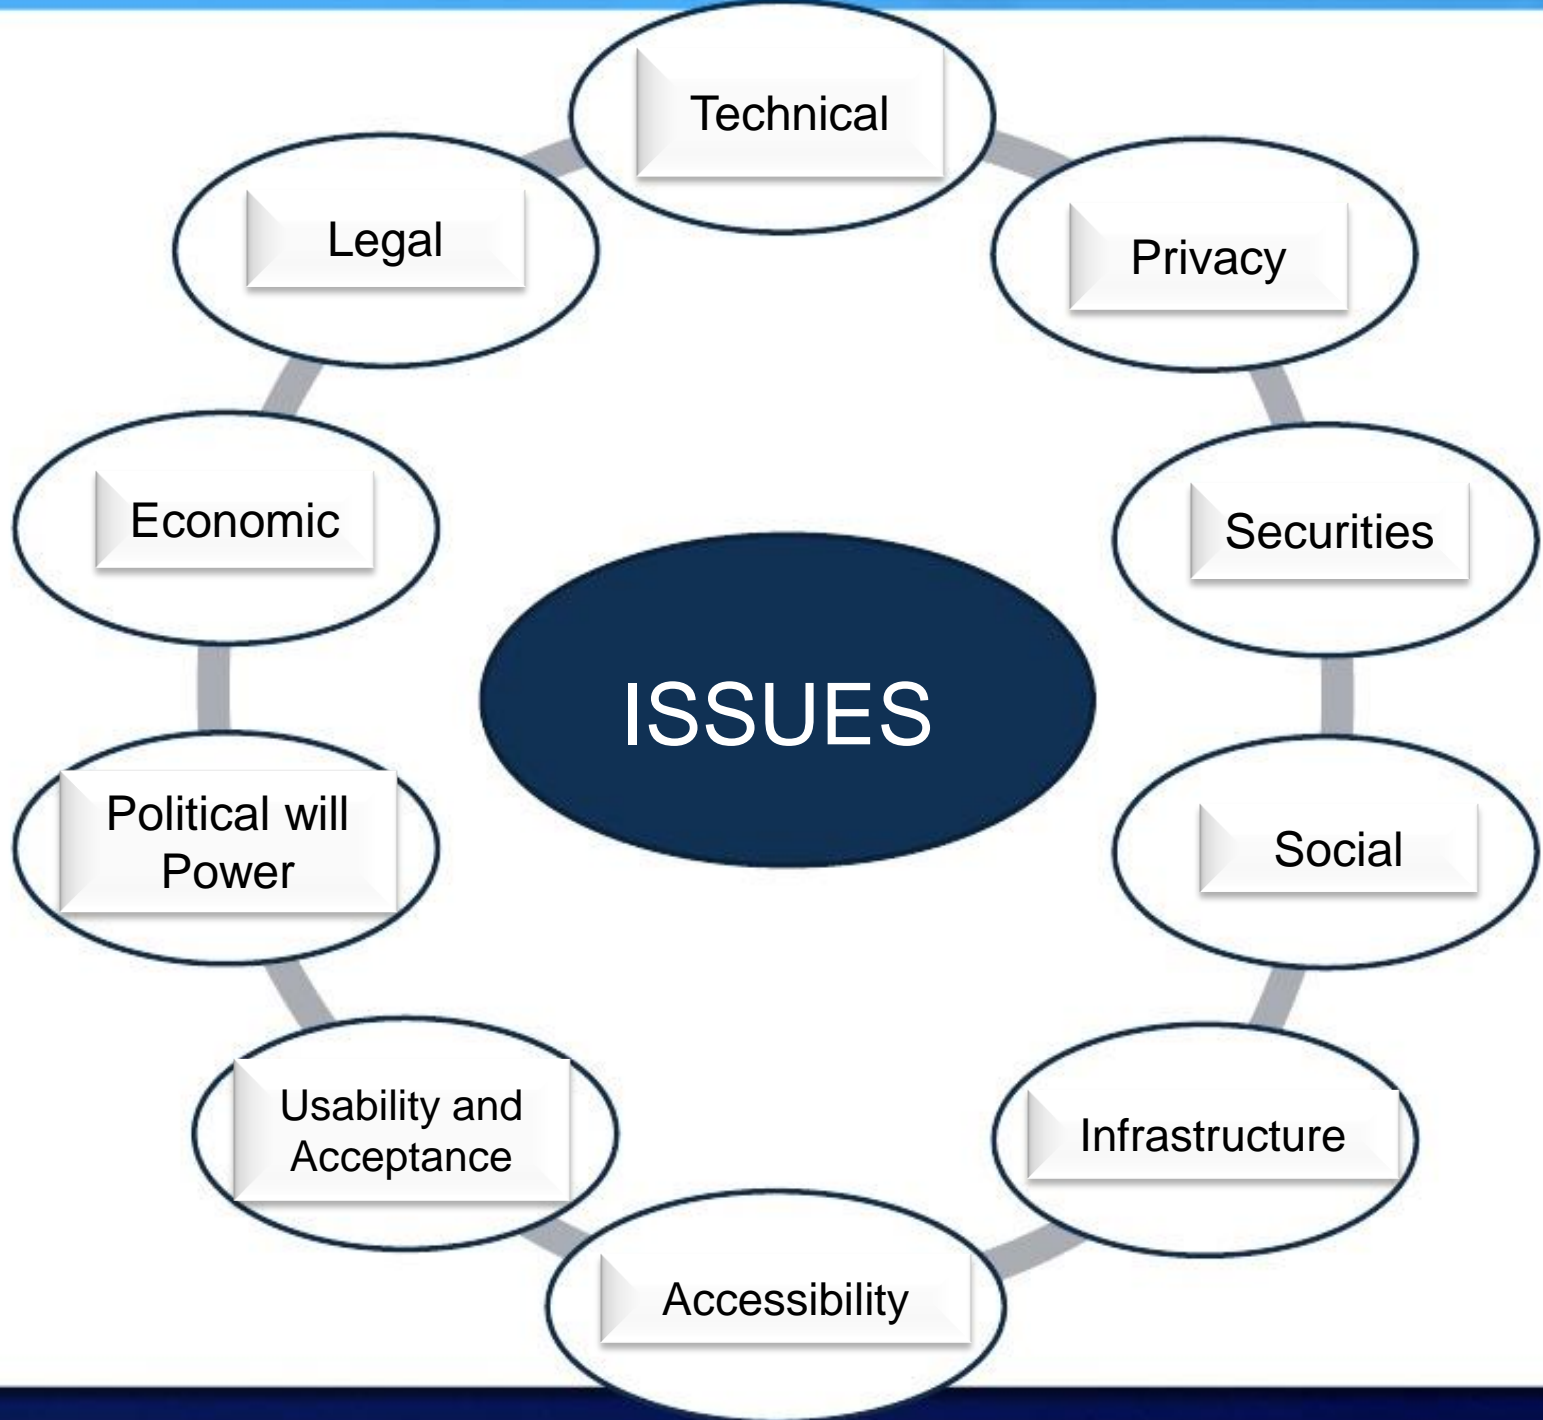 Technical
Legal
Privacy
Economic
Securities
ISSUES
Political will
Power
Social
Usability and
Acceptance
Infrastructure
Accessibility